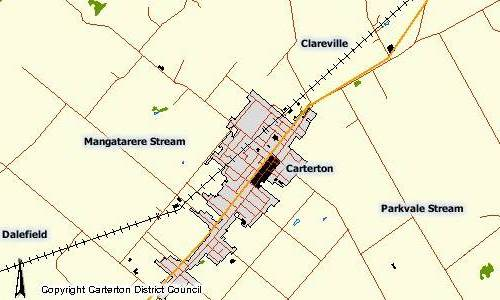 Clareville
Mangatarere Stream
Carterton
Parkvale Stream
Dalefield
Copyright Carterton District Council